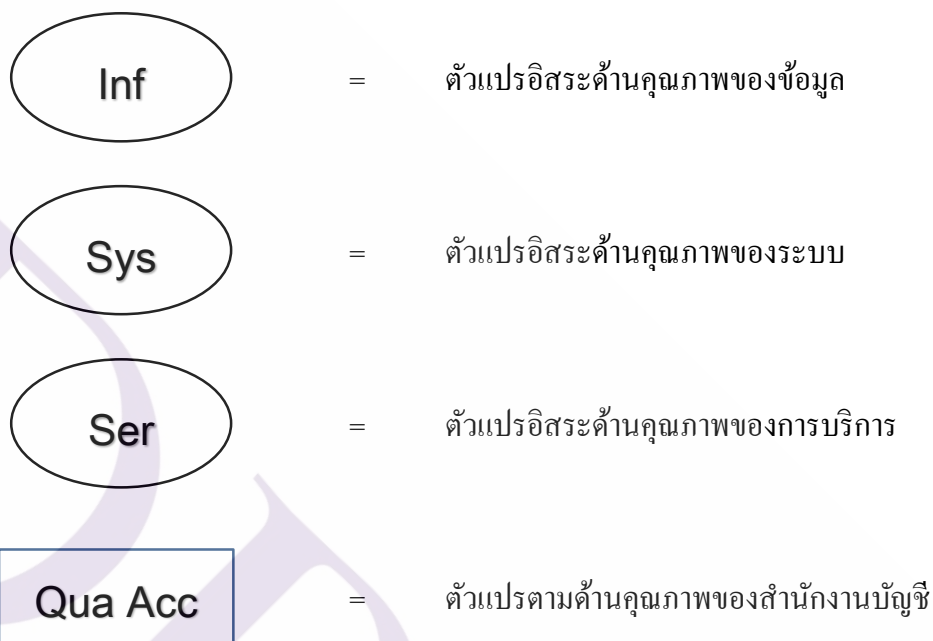 Inf = ตัวแปรอิสระด้านคุณภาพของข้อมูล
Sys = ตัวแปรอิสระด้านคุณภาพของระบบ
Ser = ตัวแปรอิสระด้านคุณภาพของการบริการ
Qua Acc = ตัวแปรตามด้านคุณภาพของสำนักงานบัญชี